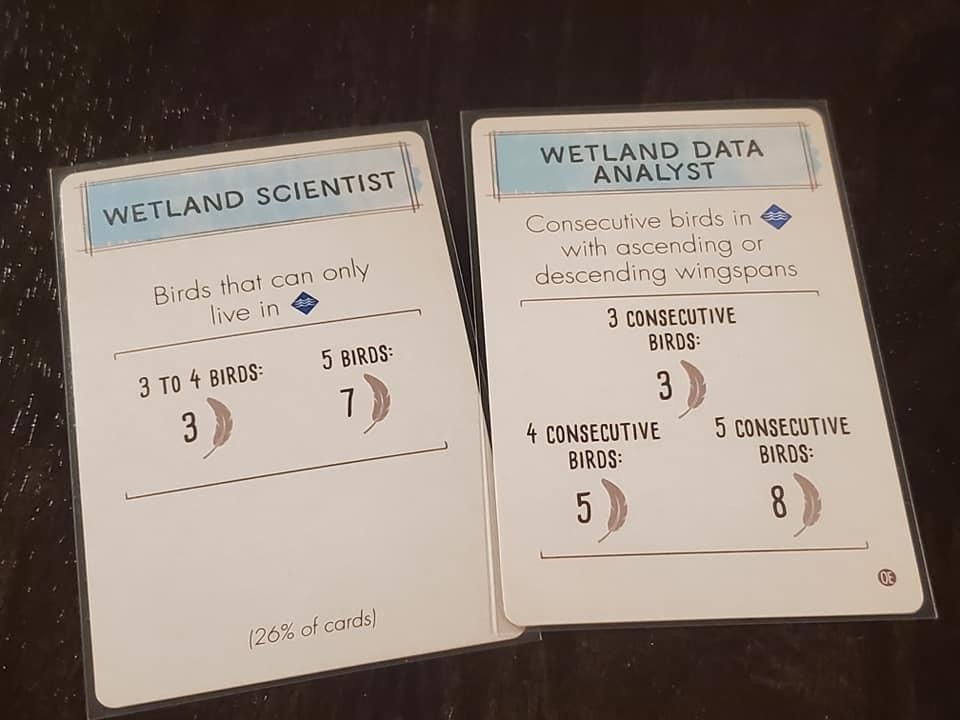 WETLAND SCIENTIST
Birds that can only
live in
3 TO 4 BIRDS:
3
5 BIRDS:
7
(26% of cards)
WETLAND DATA
ANALYST
Consecutive birds in
with ascending or
descending wingspans
3 CONSECUTIVE
BIRDS:
3
4 CONSECUTIVE
BIRDS:
5
5 CONSECUTIVE
BIRDS:
8
OE